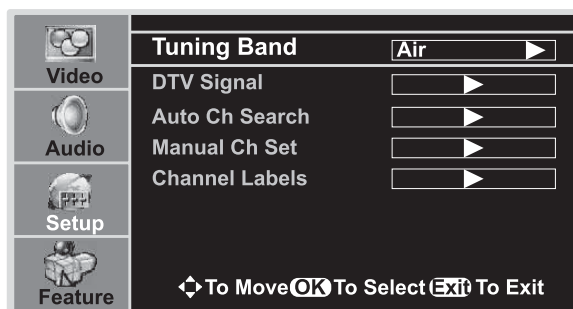 Video
Audio
Setup
Feature
Tuning Band Air
DTV Signal
Auto Ch Search
Manual Ch Set
Channel Labels
To Move OK To Select Exit To Exit